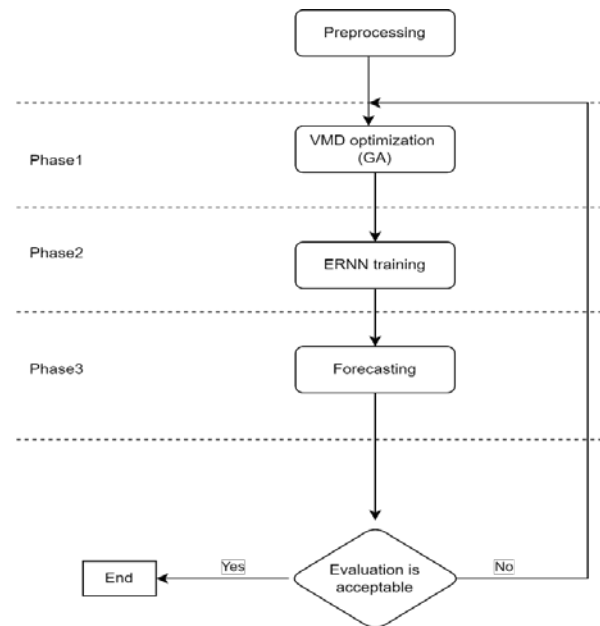 Preprocessing
Phase1
VMD optimization
(GA)
Phase2
ERNN training
Phase3
Forecasting
Yes
No
End
Evaluation is
acceptable